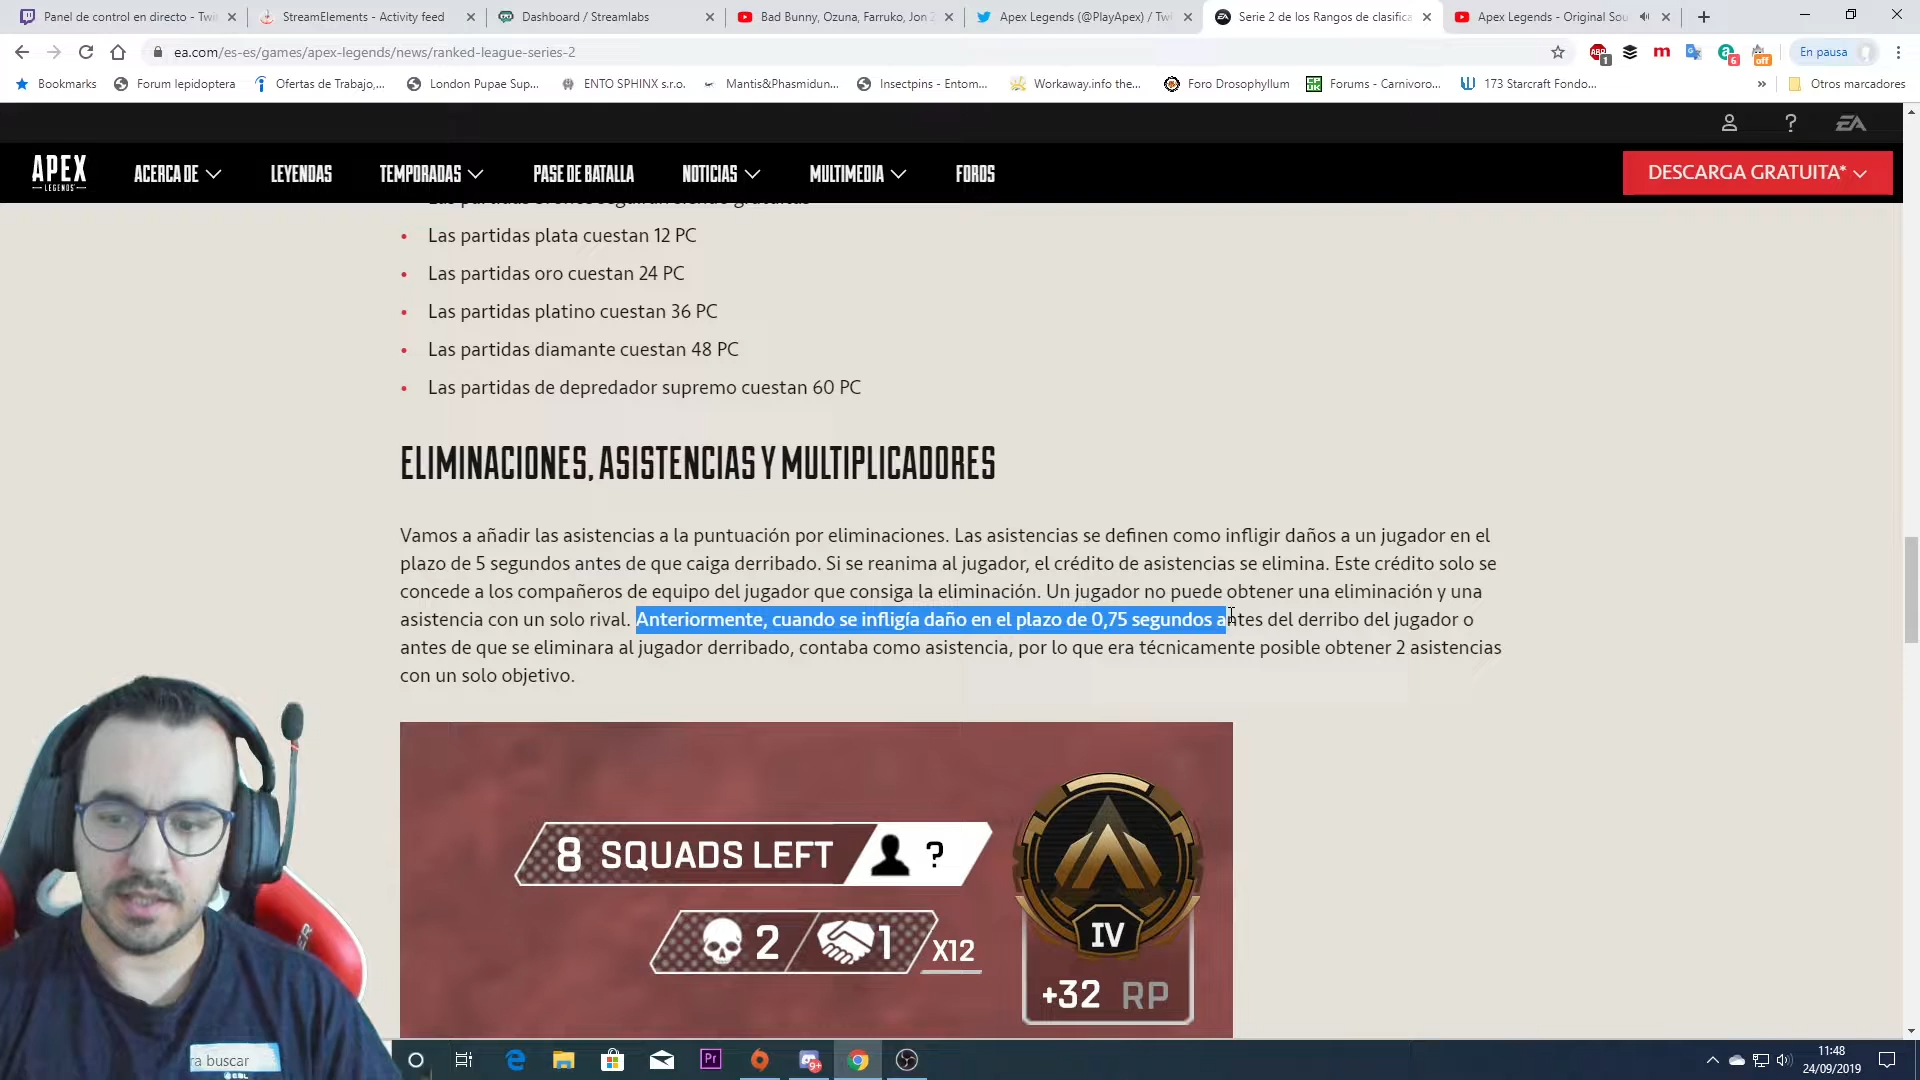 Panel de control en directo - Twi
StreamElements - Activity feed
Dashboard / Streamlabs
Bad Bunny, Ozuna, Farruko, Jon Z
Apex Legends (@PlayApex) / Tw
Serie 2 de los Rangos de clasifica
Apex Legends - Original Sou
ea.com/es-es/games/apex-legends/news/ranked-league-series-2
ABP
1
m
6
off
En pausa
Bookmarks
Forum lepidoptera
Ofertas de Trabajo,...
London Pupae Sup...
ENTO SPHINX s.r.o.
Mantis&Phasmidun...
Insectpins - Entom...
Workaway.info the...
Foro Drosophyllum
Forums - Carnivoro...
173 Starcraft Fondo...
»
Otros marcadores
?
EA
APEX
LEGENDS
ACERCA DE
LEYENDAS
TEMPORADAS
PASE DE BATALLA
NOTICIAS
MULTIMEDIA
FOROS
DESCARGA GRATUITA*
Las partidas plata cuestan 12 PC
Las partidas oro cuestan 24 PC
Las partidas platino cuestan 36 PC
Las partidas diamante cuestan 48 PC
Las partidas de depredador supremo cuestan 60 PC
ELIMINACIONES, ASISTENCIAS Y MULTIPLICADORES
Vamos a añadir las asistencias a la puntuación por eliminaciones. Las asistencias se definen como infligir daños a un jugador en el
plazo de 5 segundos antes de que caiga derribado. Si se reanima al jugador, el crédito de asistencias se elimina. Este crédito solo se
concede a los compañeros de equipo del jugador que consiga la eliminación. Un jugador no puede obtener una eliminación y una
asistencia con un solo rival. Anteriormente, cuando se infligía daño en el plazo de 0,75 segundos antes del derribo del jugador o
antes de que se eliminara al jugador derribado, contaba como asistencia, por lo que era técnicamente posible obtener 2 asistencias
con un solo objetivo.
8 SQUADS LEFT ?
2 1 X12
IV
+32 RP
ra buscar
Pr
9+
11:48
24/09/2019